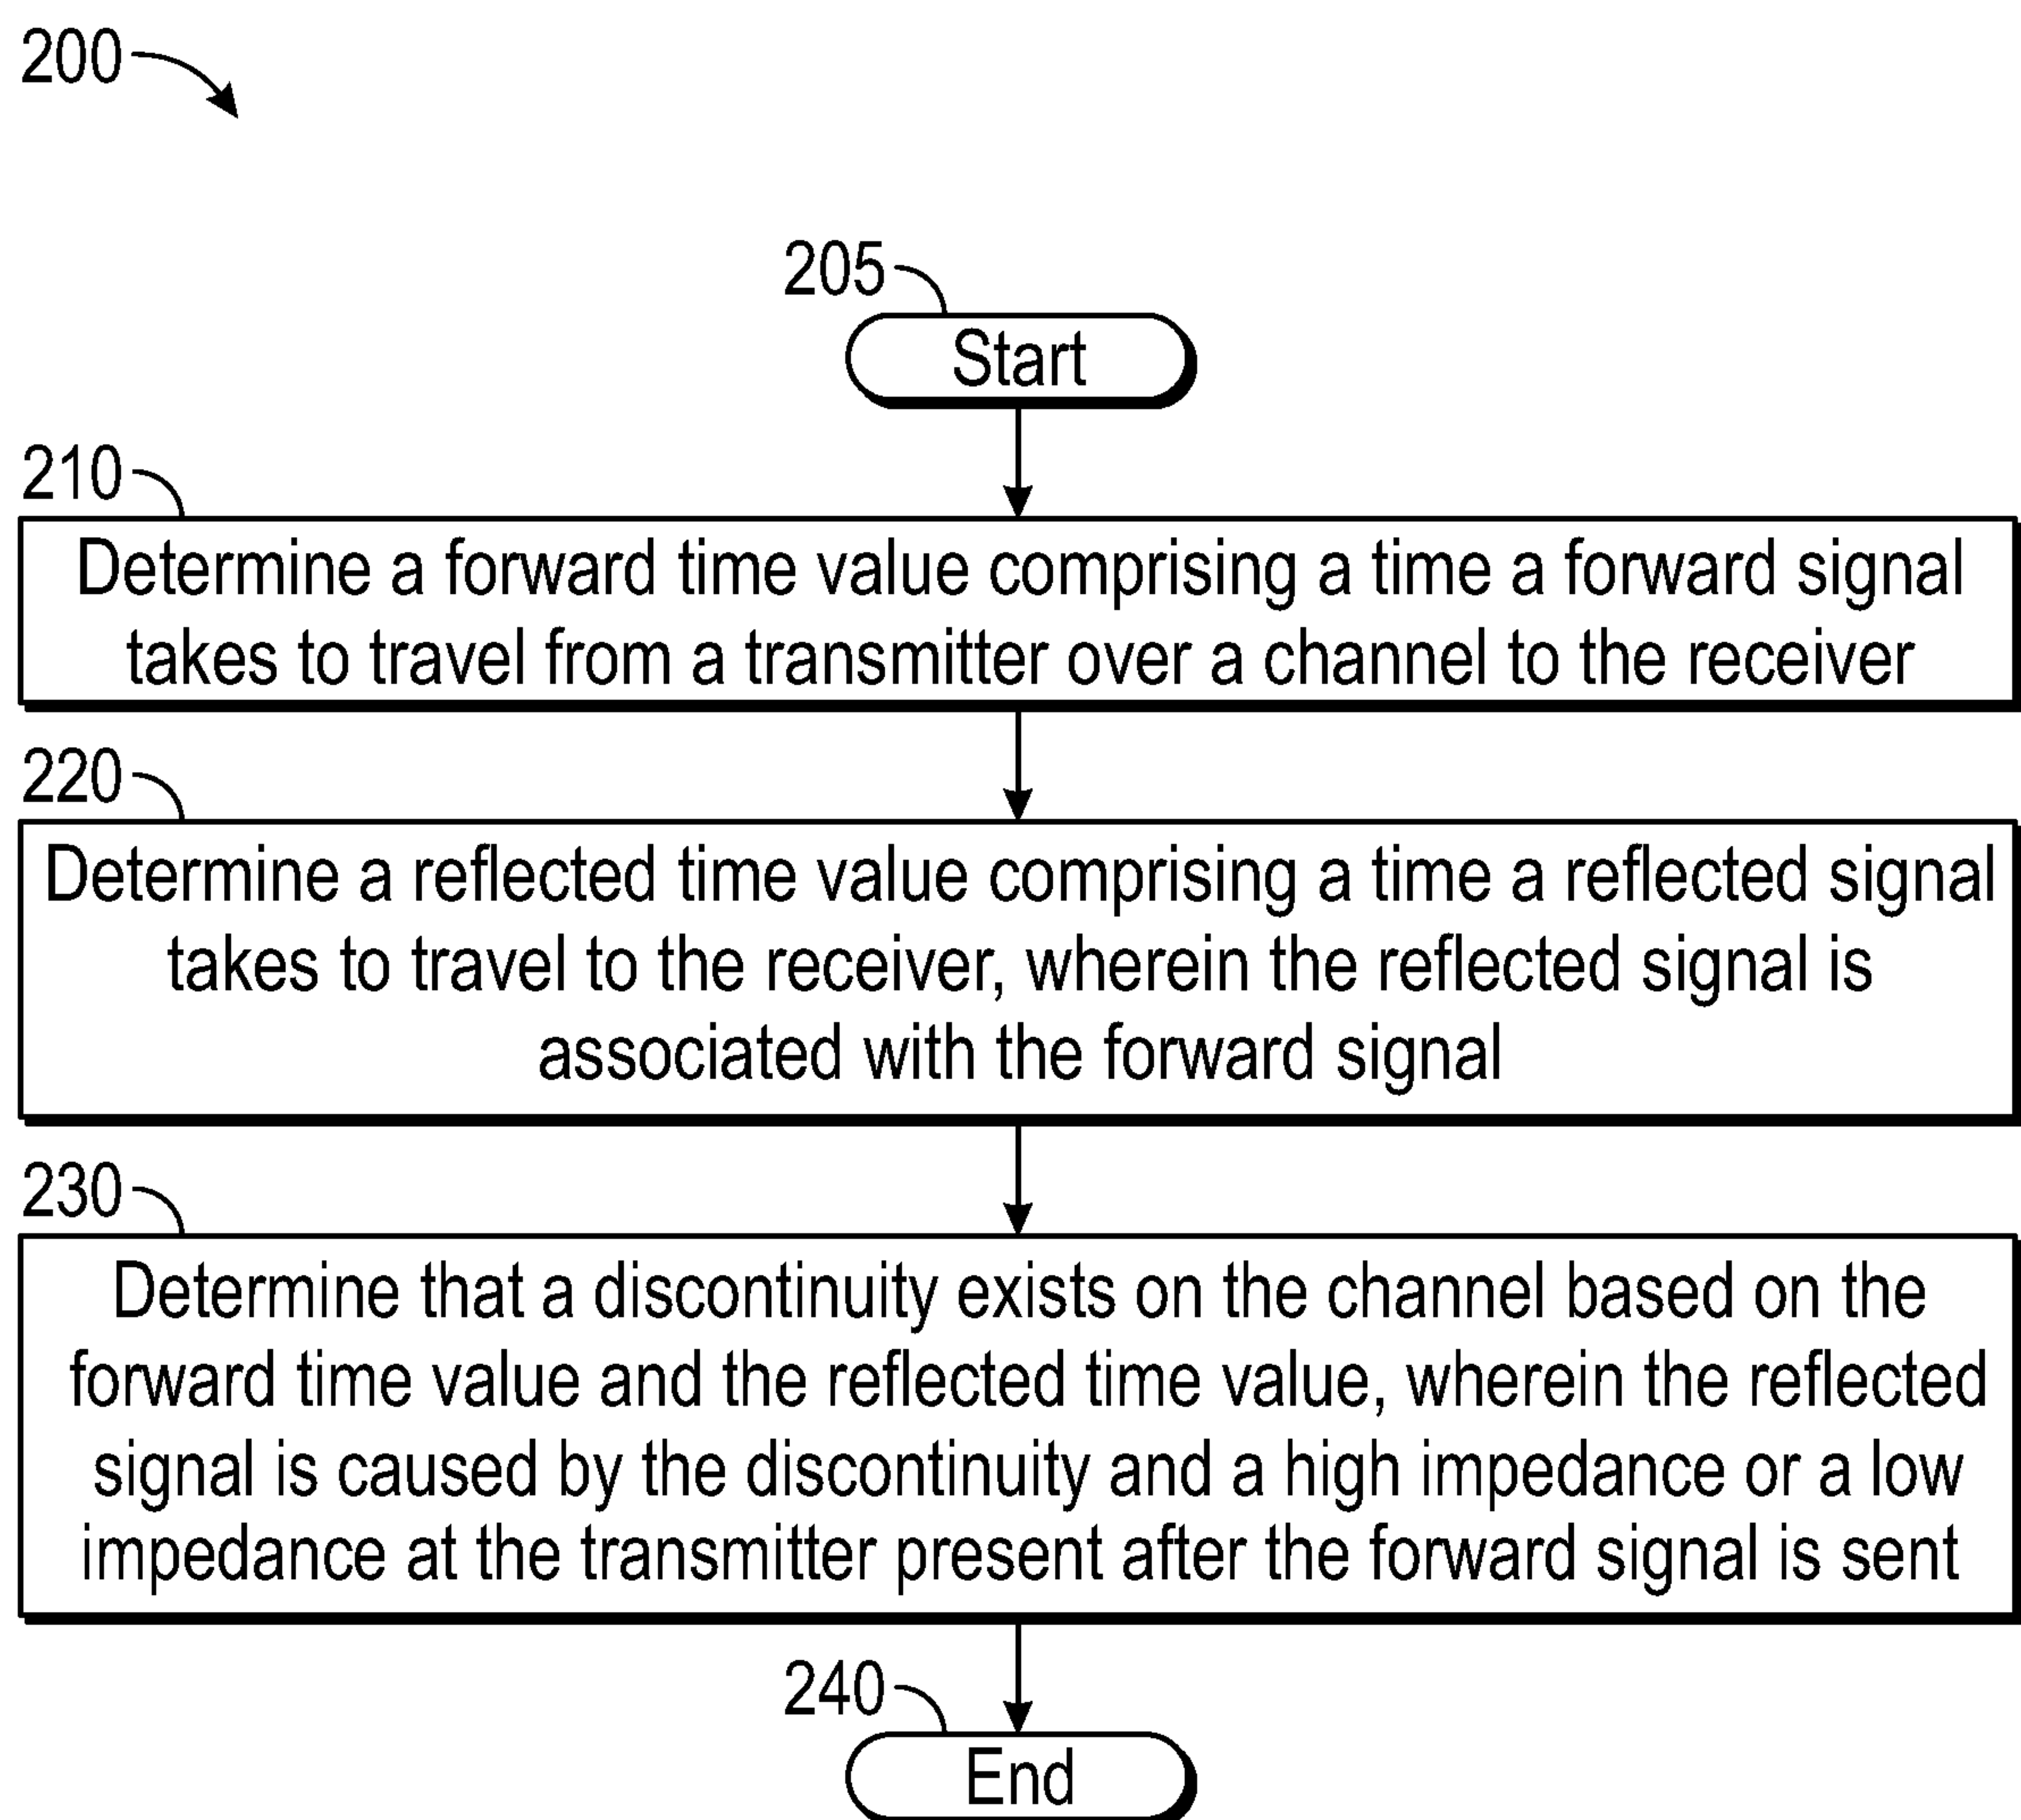 200
205
Start
210
Determine a forward time value comprising a time a forward signal
takes to travel from a transmitter over a channel to the receiver
220
Determine a reflected time value comprising a time a reflected signal
takes to travel to the receiver, wherein the reflected signal is
associated with the forward signal
230
Determine that a discontinuity exists on the channel based on the
forward time value and the reflected time value, wherein the reflected
signal is caused by the discontinuity and a high impedance or a low
impedance at the transmitter present after the forward signal is sent
240
End